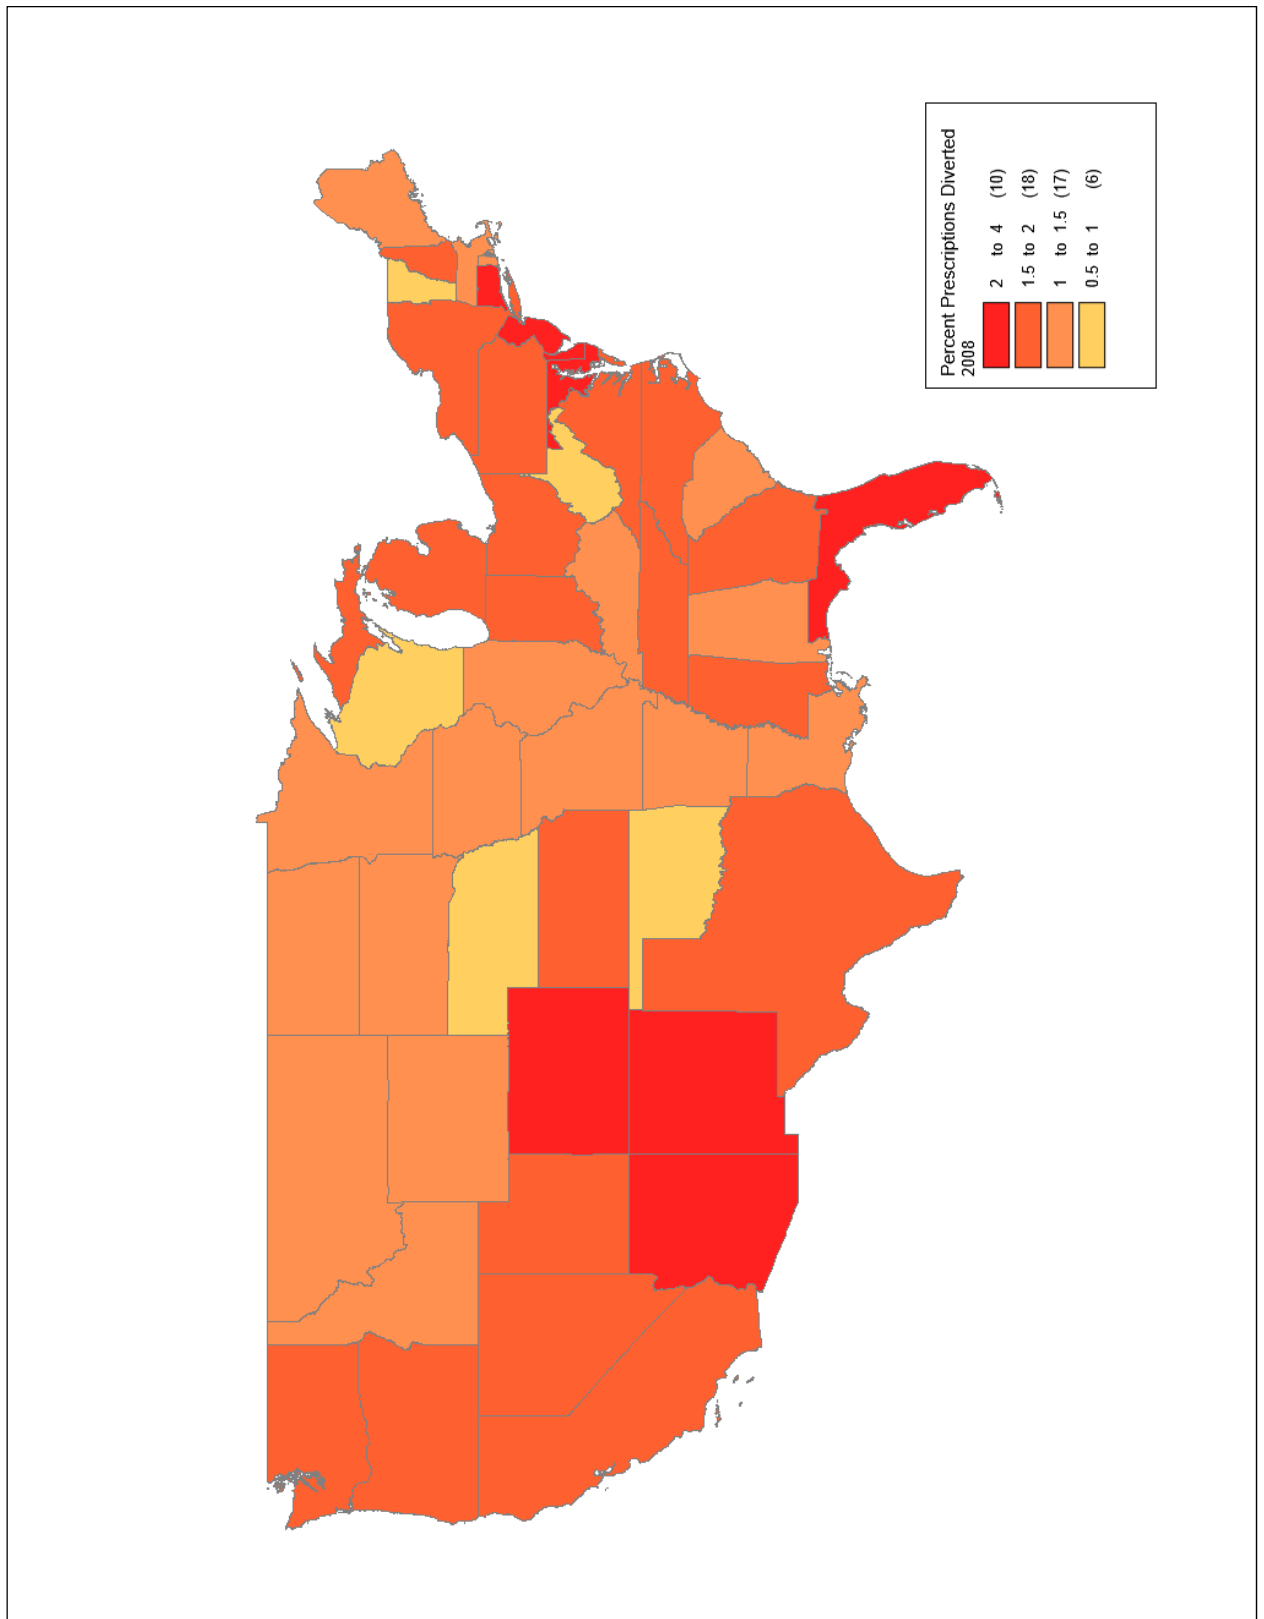 Percent Prescriptions Diverted
2008
2 to 4 (10)
1.5 to 2 (18)
1 to 1.5 (17)
0.5 to 1 (6)